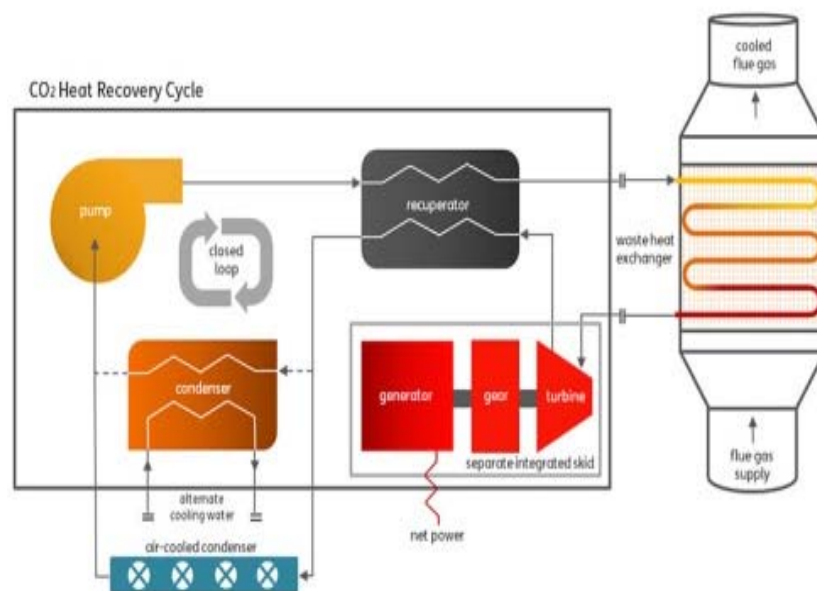 cooled
flue gas
CO2 Heat Recovery Cycle
pump
recuperator
closed
loop
waste heat
exchanger
condenser
generator
gear
turbine
separate integrated skid
flue gas
supply
alternate
cooling water
net power
air-cooled condenser